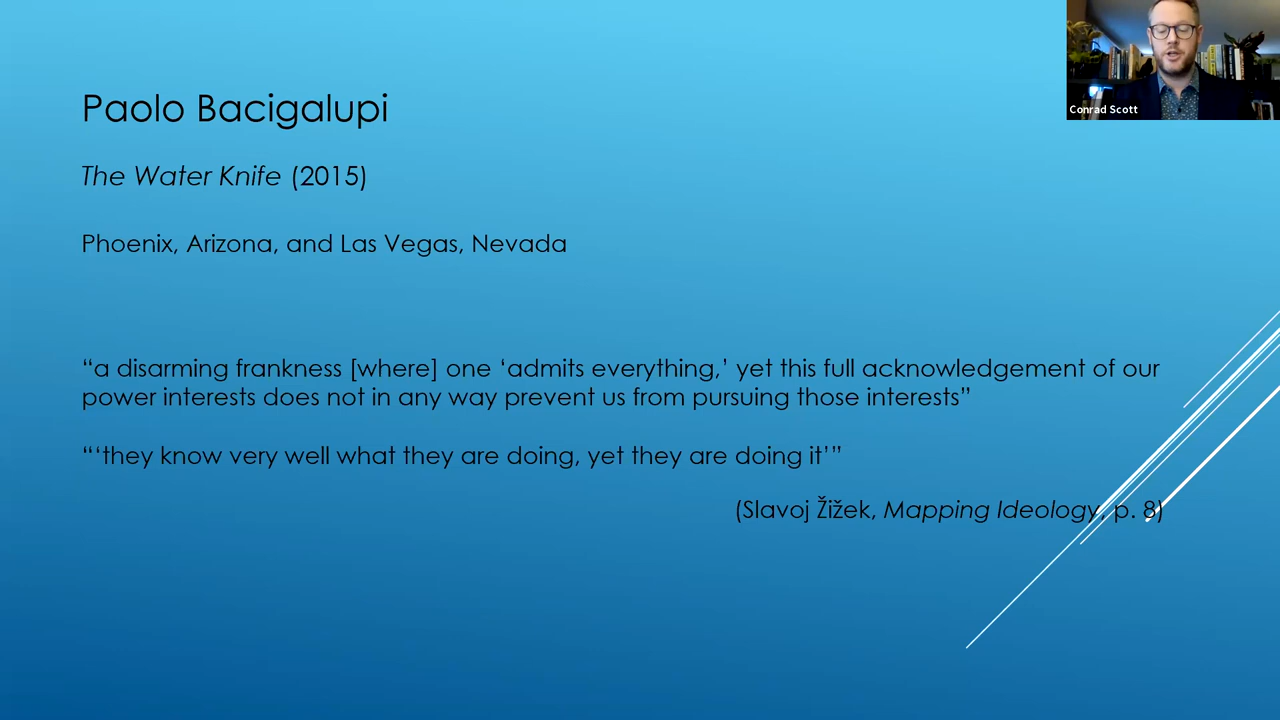 Paolo Bacigalupi
The Water Knife (2015)
Phoenix, Arizona, and Las Vegas, Nevada
“a disarming frankness [where] one ‘admits everything,’ yet this full acknowledgement of our
power interests does not in any way prevent us from pursuing those interests”
“‘they know very well what they are doing, yet they are doing it’”
(Slavoj Žižek, Mapping Ideology, p. 8)
Conrad Scott